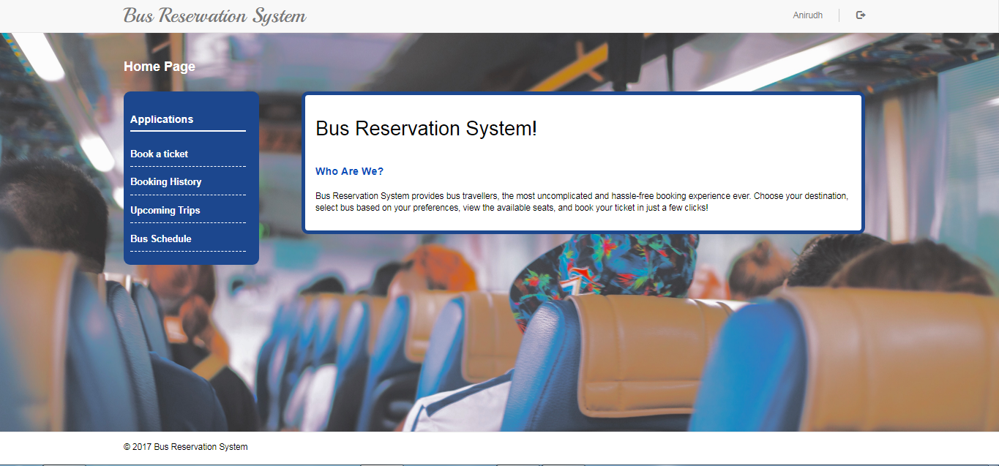 Bus Reservation System
Anirudh
Home Page
Applications
Book a ticket
Booking History
Upcoming Trips
Bus Schedule
Bus Reservation System!
Who Are We?
Bus Reservation System provides bus travellers, the most uncomplicated and hassle-free booking experience ever. Choose your destination,
select bus based on your preferences, view the available seats, and book your ticket in just a few clicks!
© 2017 Bus Reservation System